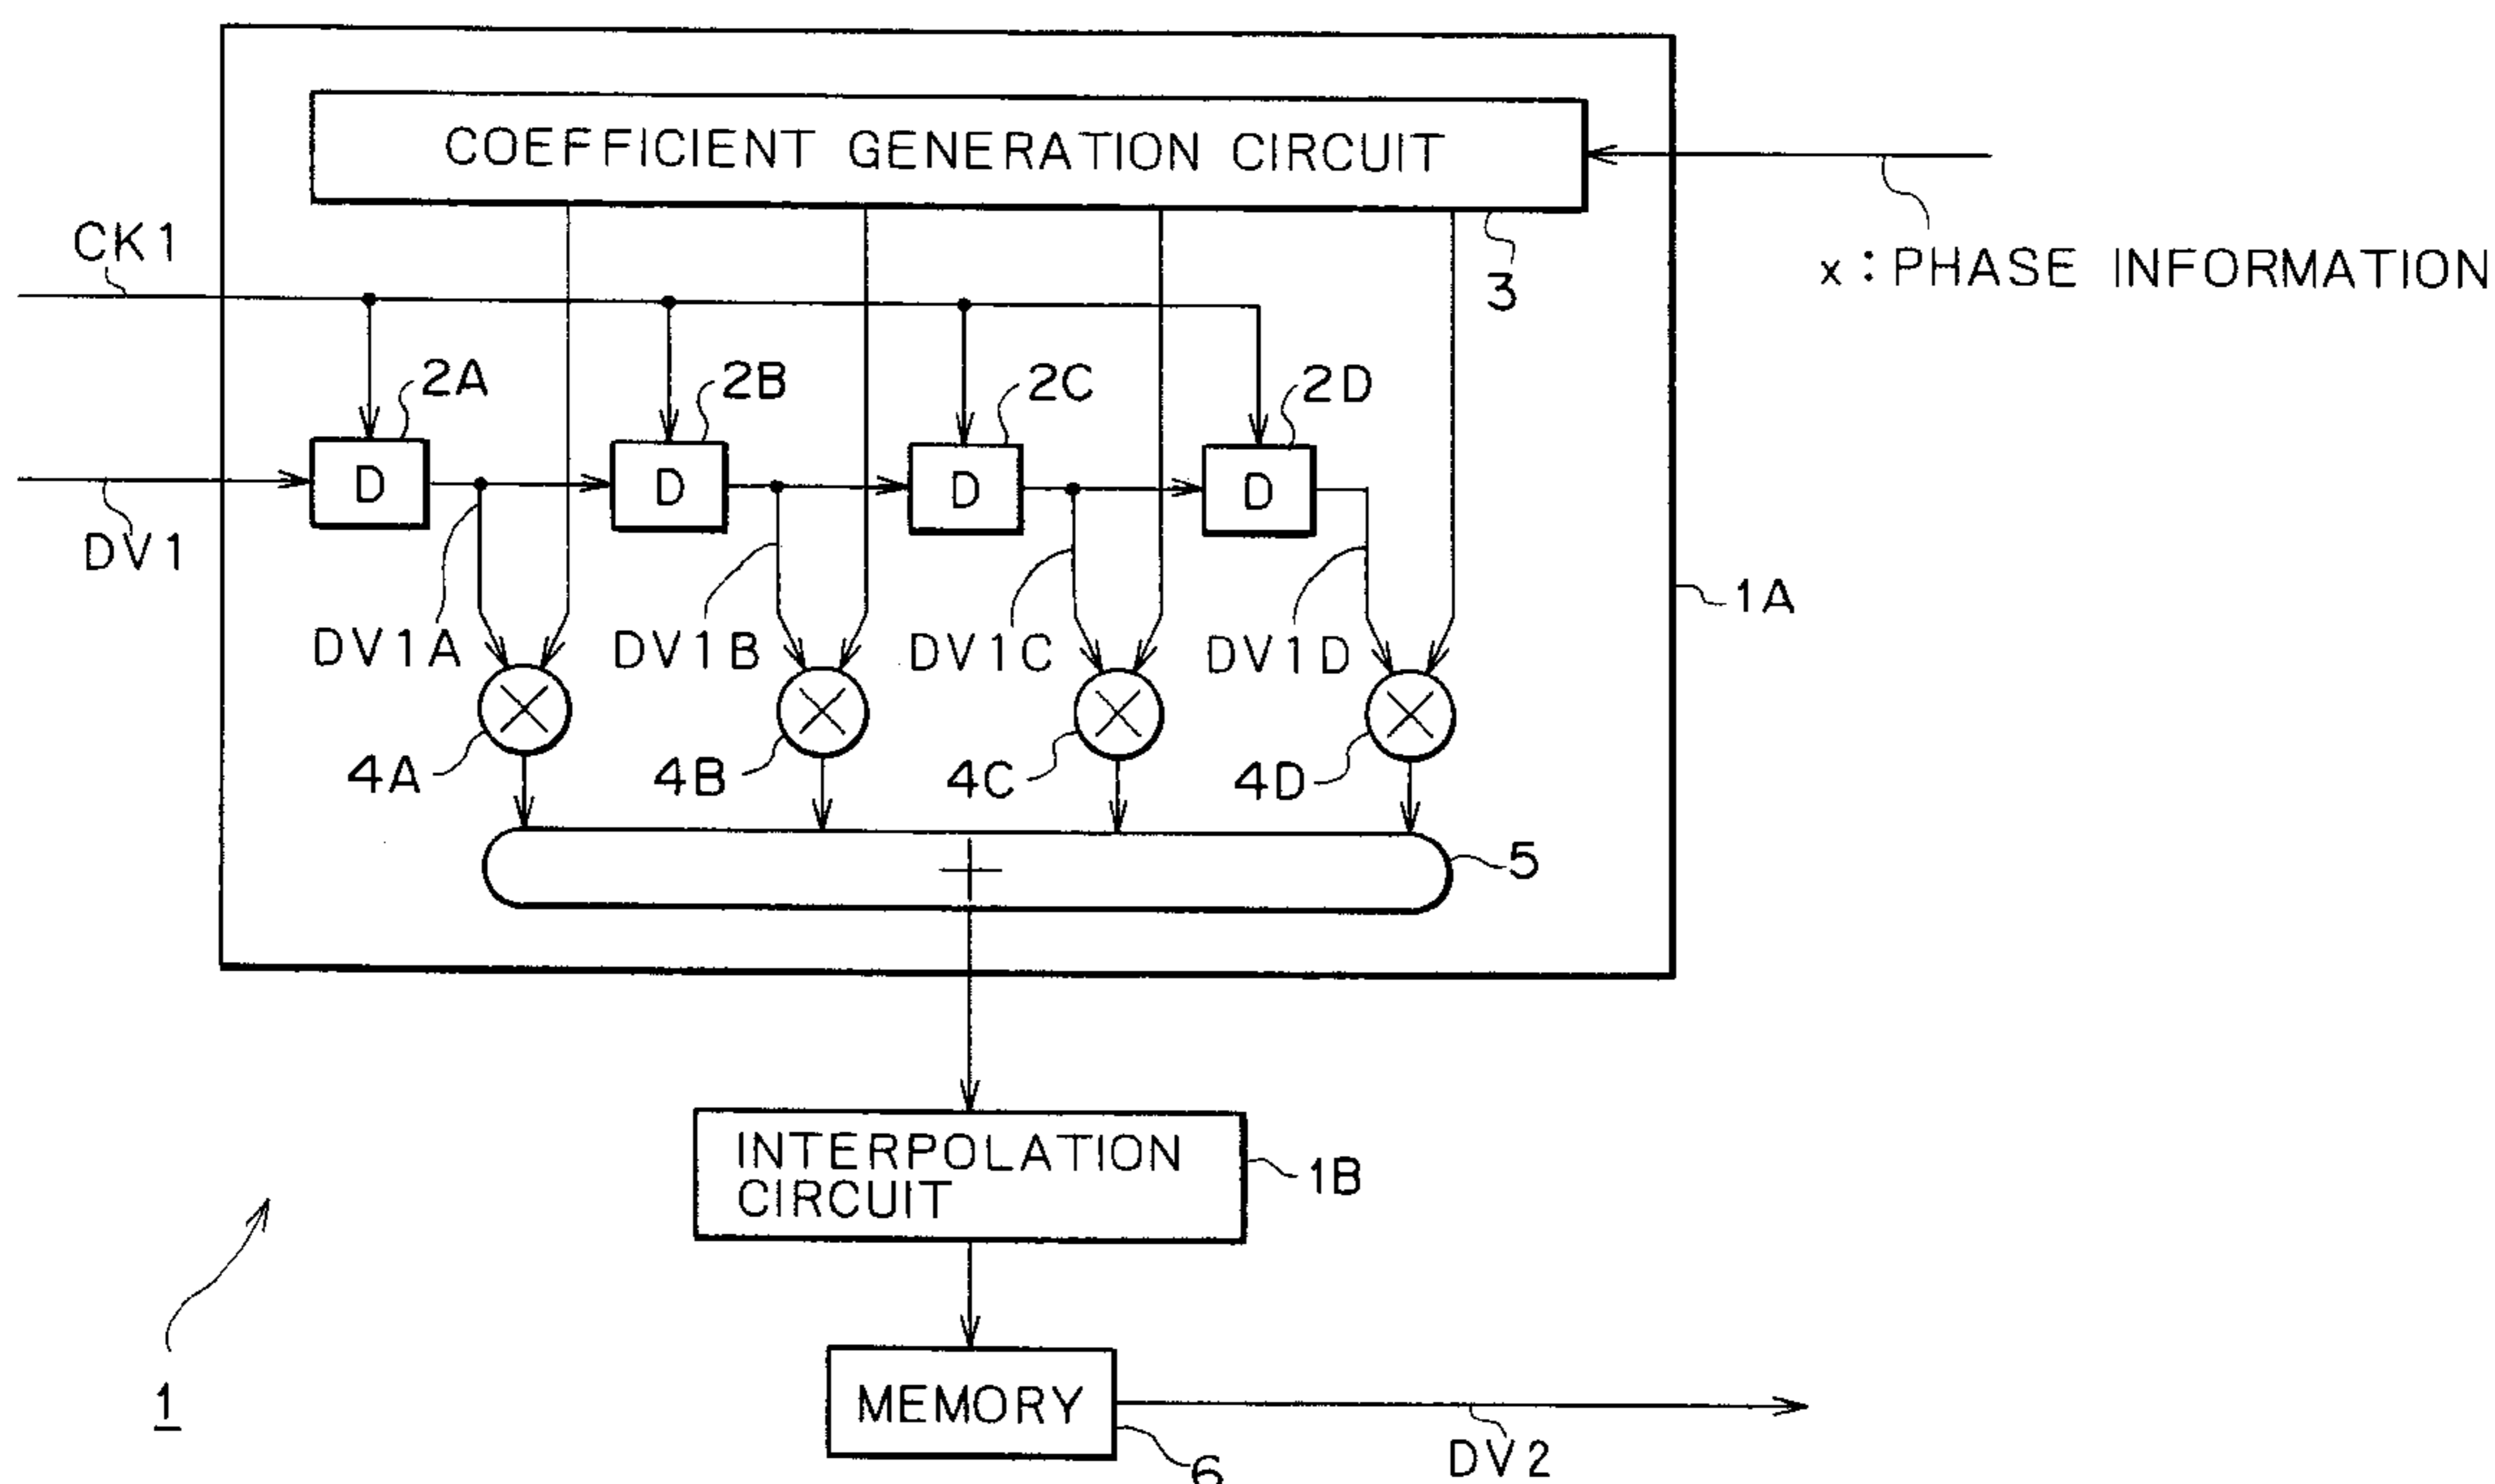 COEFFICIENT GENERATION CIRCUIT
CK1
3
x : PHASE INFORMATION
2A
2B
2C
2D
D
D
D
D
DV1
1A
DV1A
DV1B
DV1C
DV1D
4A
4B
4C
4D
+
5
INTERPOLATION
CIRCUIT
1B
1
MEMORY
6
DV2